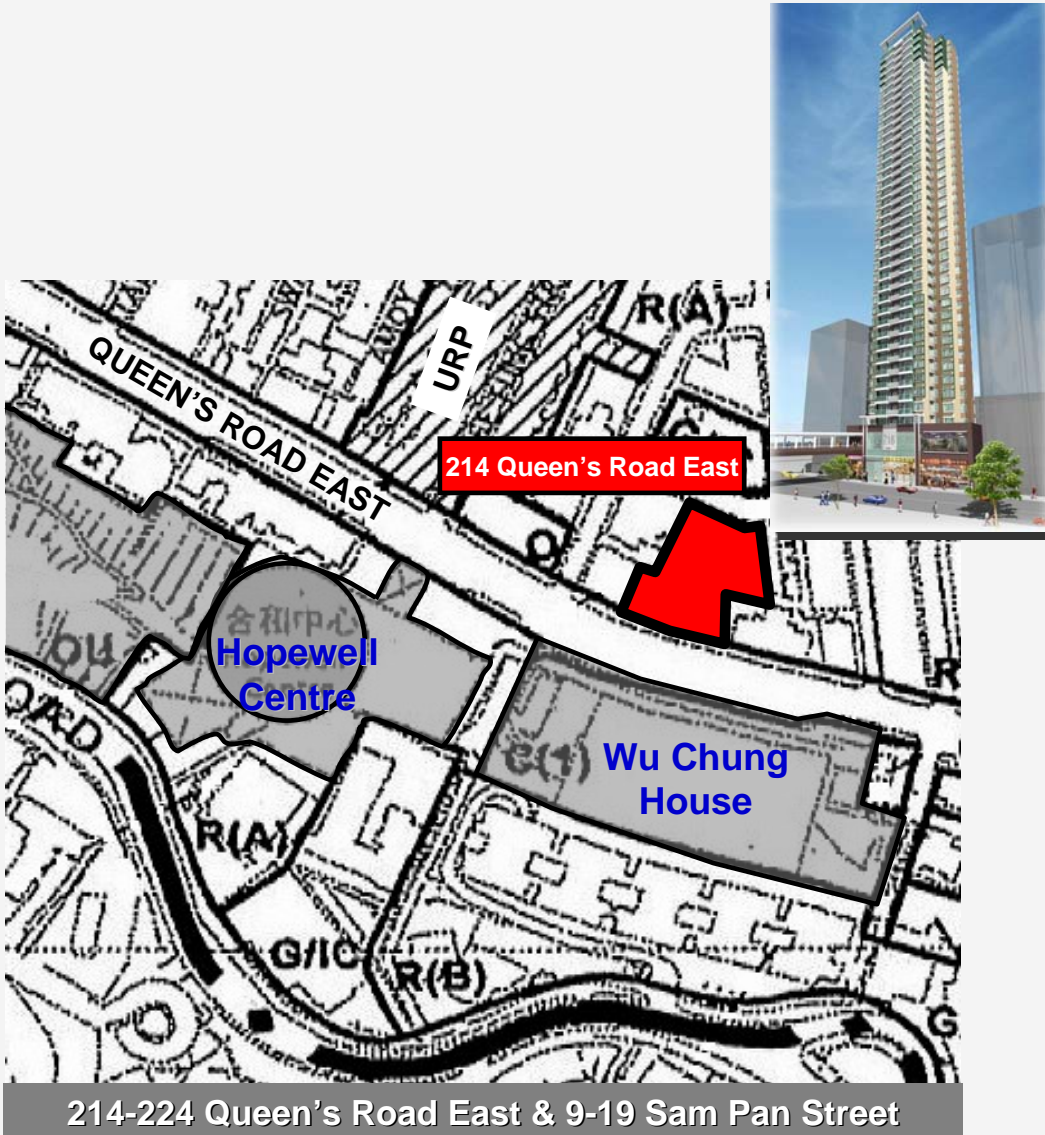 R(A)
QUEEN'S ROAD EAST
URP
214 Queen's Road East
O
合和中心
Hopewell
Centre
OU
C(1)
Wu Chung
House
R
R(A)
G/IC
R(B)
G
214-224 Queen's Road East & 9-19 Sam Pan Street